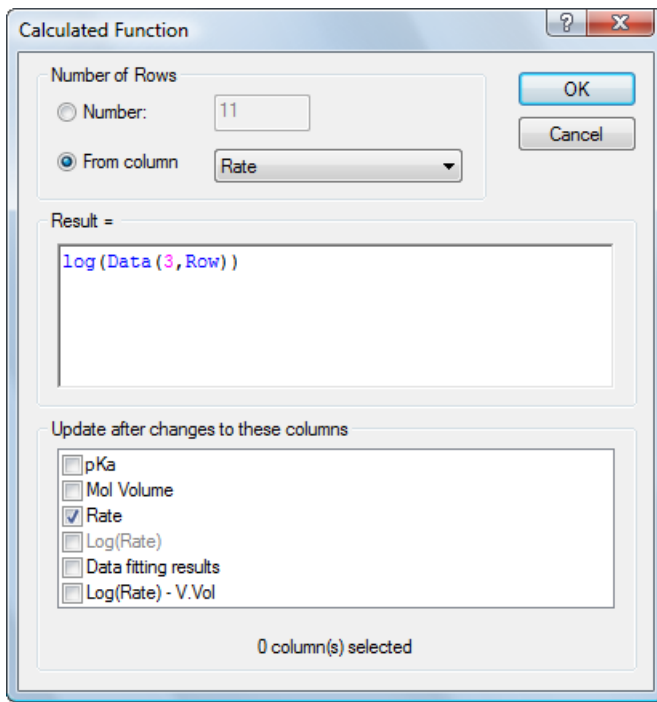 Calculated Function
?
Number of Rows
Number:
11
OK
From column
Rate
Cancel
Result =
log(Data(3,Row))
Update after changes to these columns
pKa
Mol Volume
Rate
Log(Rate)
Data fitting results
Log(Rate) - V.Vol
0 column(s) selected